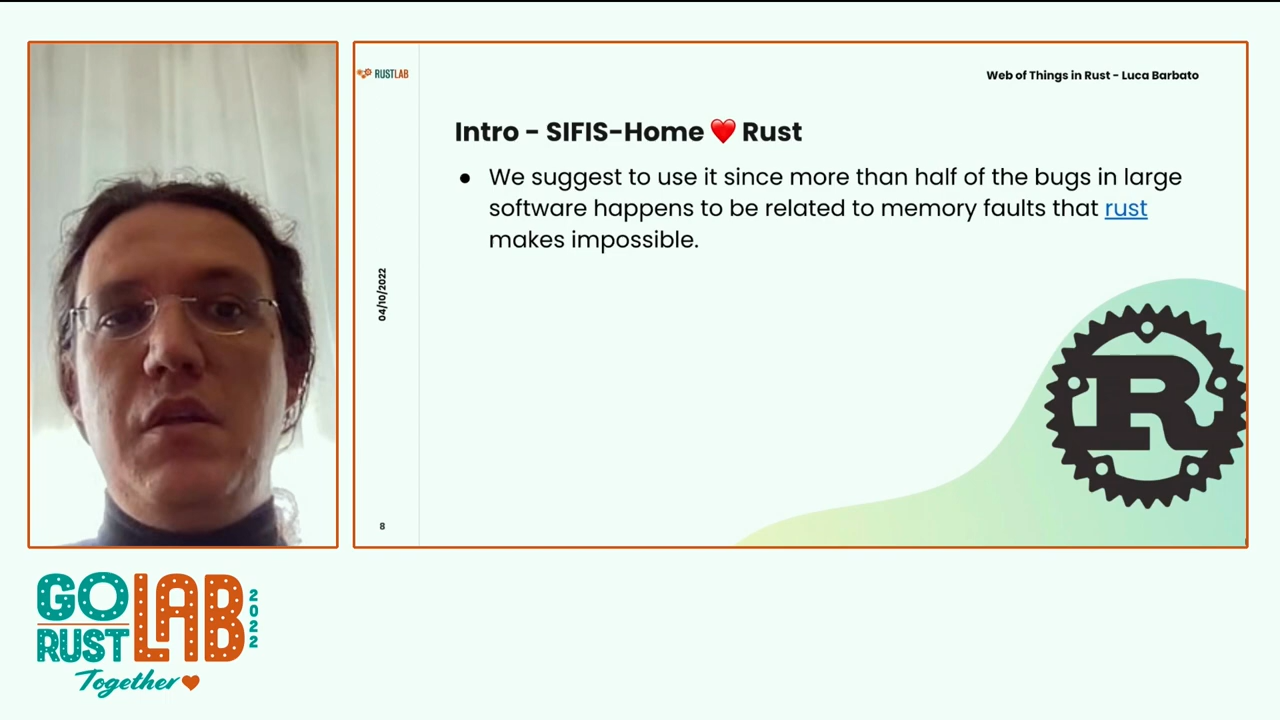 RUSTLAB
Web of Things in Rust - Luca Barbato
Intro - SIFIS-Home ❤️ Rust
● We suggest to use it since more than half of the bugs in large
software happens to be related to memory faults that rust
makes impossible.
04/10/2022
8
R
GO LAB
RUST
2022
Together